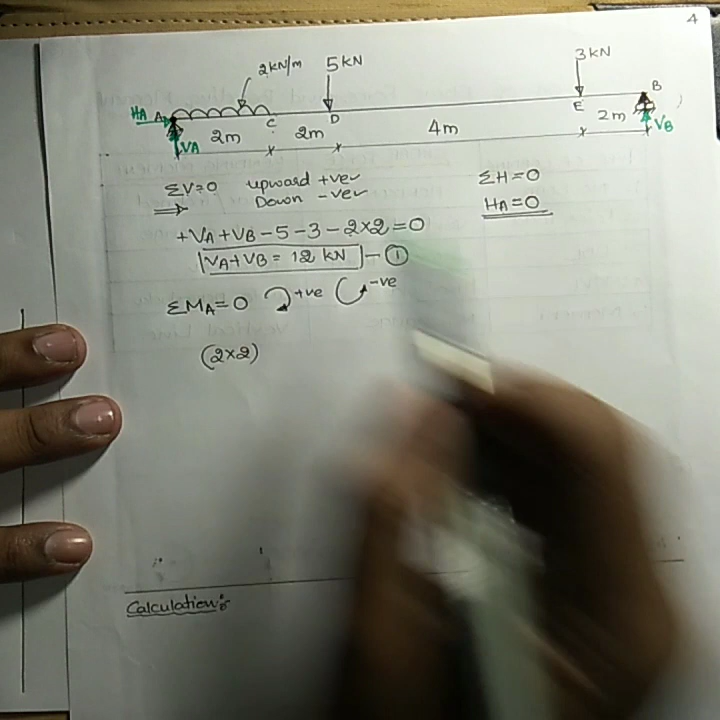 4
2kN/m 5kN 3kN
HA A C D E B
VA 2m 2m 4m 2m VB
ΣV=0 upward +ver ΣH=0
Down -ver HA=0
+VA+VB-5-3-2×2=0
VA+VB = 12 kN - ①
ΣMA=0 +ve -ve
(2×2)
Calculation:-